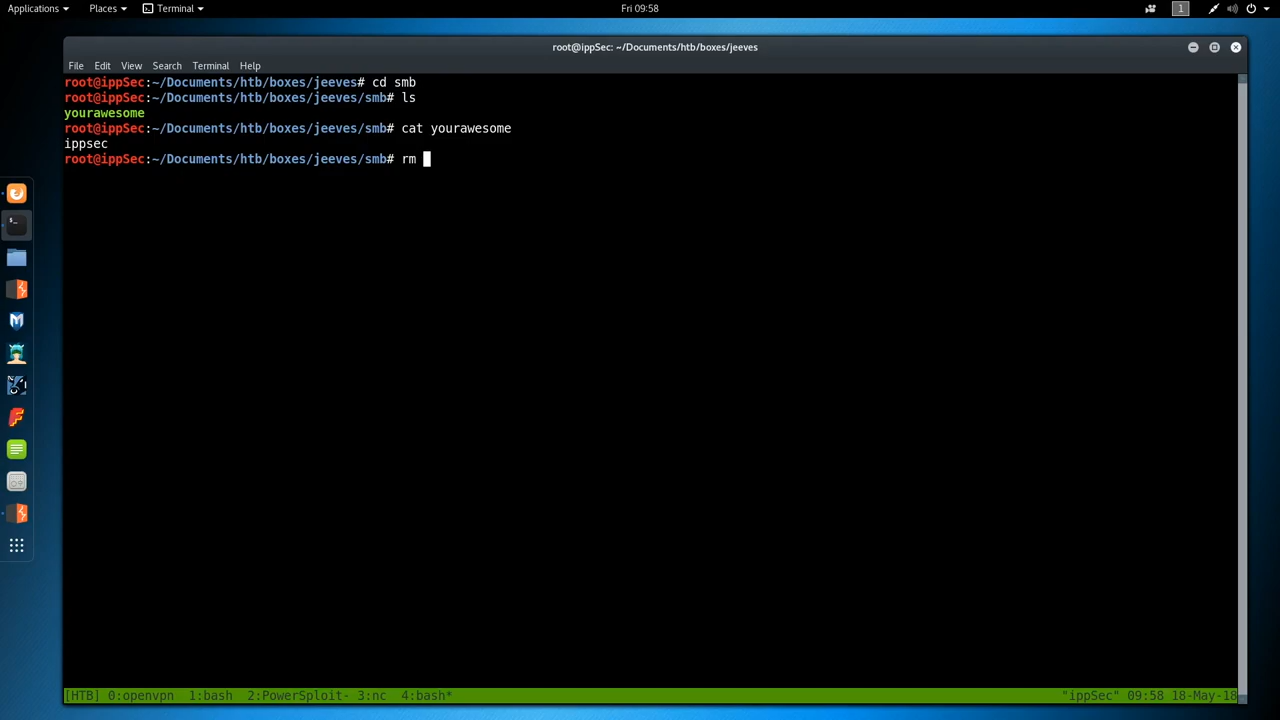 Applications Places Terminal Fri 09:58 1
root@ippSec: ~/Documents/htb/boxes/jeeves
File Edit View Search Terminal Help
root@ippSec:~/Documents/htb/boxes/jeeves# cd smb
root@ippSec:~/Documents/htb/boxes/jeeves/smb# ls
yourawesome
root@ippSec:~/Documents/htb/boxes/jeeves/smb# cat yourawesome
ippsec
root@ippSec:~/Documents/htb/boxes/jeeves/smb# rm
[HTB] 0:openvpn 1:bash 2:PowerSploit- 3:nc 4:bash* "ippSec" 09:58 18-May-18